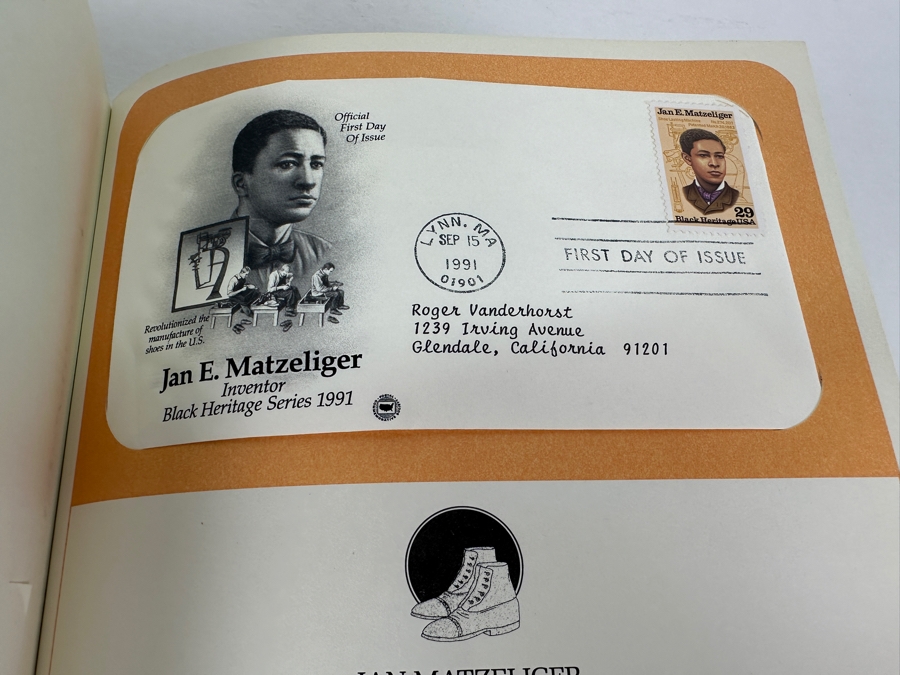 Official
First Day
Of Issue
Jan E. Matzeliger
29
Black Heritage USA
LYNN, MA
SEP 15
1991
01901
FIRST DAY OF ISSUE
Roger Vanderhorst
1239 Irving Avenue
Glendale, California 91201
Revolutionized the
manufacture of
shoes in the U.S.
Jan E. Matzeliger
Inventor
Black Heritage Series 1991
JAN MATZELIGER